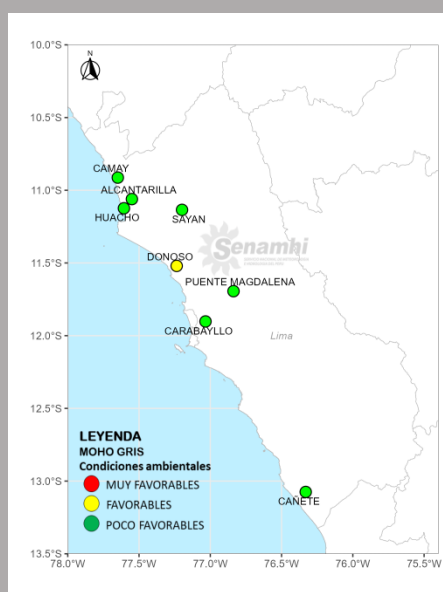 10.0°S
N
10.5°S
CAMAY
11.0°S
ALCANTARILLA
HUACHO
SAYAN
Senamhi
DONOSO
11.5°S
PUENTE MAGDALENA
12.0°S
CARABAYLLO
Lima
12.5°S
LEYENDA
MOHO GRIS
Condiciones ambientales
MUY FAVORABLES
FAVORABLES
POCO FAVORABLES
13.0°S
CAÑETE
13.5°S
78.0°W 77.5°W 77.0°W 76.5°W 76.0°W 75.5°W